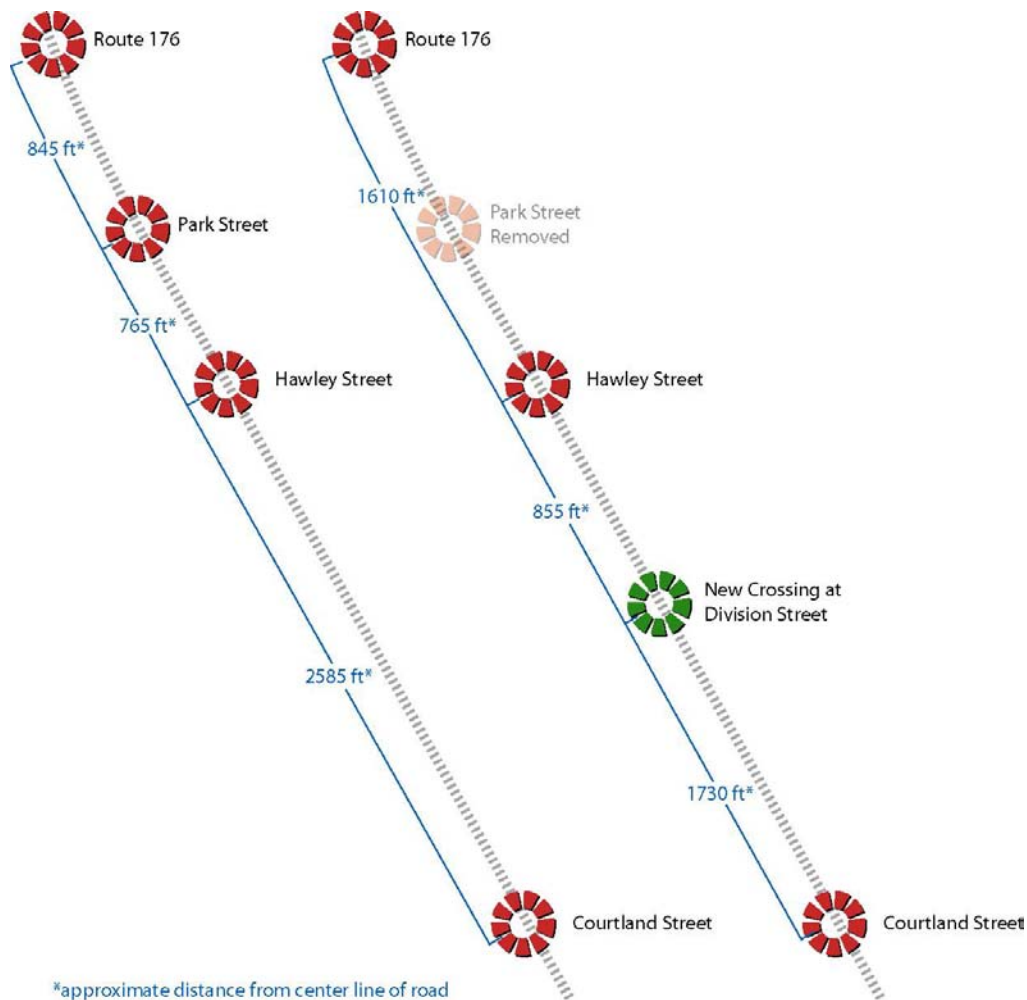 Route 176
845 ft*
Park Street
765 ft*
Hawley Street
2585 ft*
Courtland Street
Route 176
1610 ft*
Park Street
Removed
Hawley Street
855 ft*
New Crossing at
Division Street
1730 ft*
Courtland Street
*approximate distance from center line of road